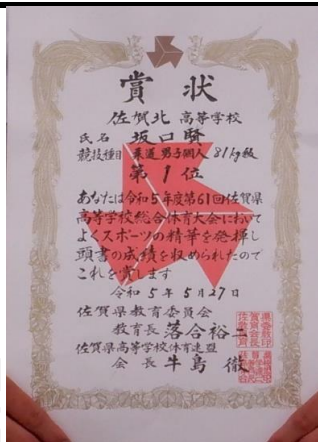 賞状
佐賀北 高等学校
氏名 坂口賢
競技種目 柔道男子個人 81kg級
第1位
あなたは令和5年度第61回佐賀県
高等学校総合体育大会において
よくスポーツの精華を発揮し
頭書の成績を収められたので
これを賞します
令和5年5月27日
佐賀県教育委員会
教育長 落合裕二
佐賀県高等学校体育連盟
会長 牛島徹